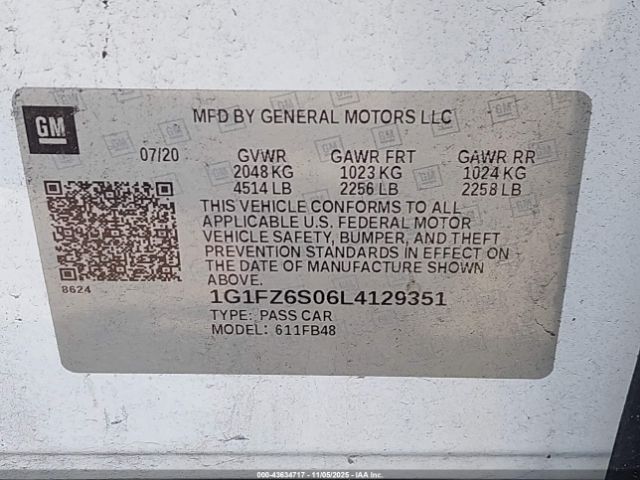 GM
MFD BY GENERAL MOTORS LLC
07/20 GVWR GAWR FRT GAWR RR
2048 KG 1023 KG 1024 KG
4514 LB 2256 LB 2258 LB
THIS VEHICLE CONFORMS TO ALL
APPLICABLE U.S. FEDERAL MOTOR
VEHICLE SAFETY, BUMPER, AND THEFT
PREVENTION STANDARDS IN EFFECT ON
THE DATE OF MANUFACTURE SHOWN
ABOVE.
8624
1G1FZ6S06L4129351
TYPE: PASS CAR
MODEL: 611FB48
000-43634717 - 11/05/2025 - IAAI, Inc.